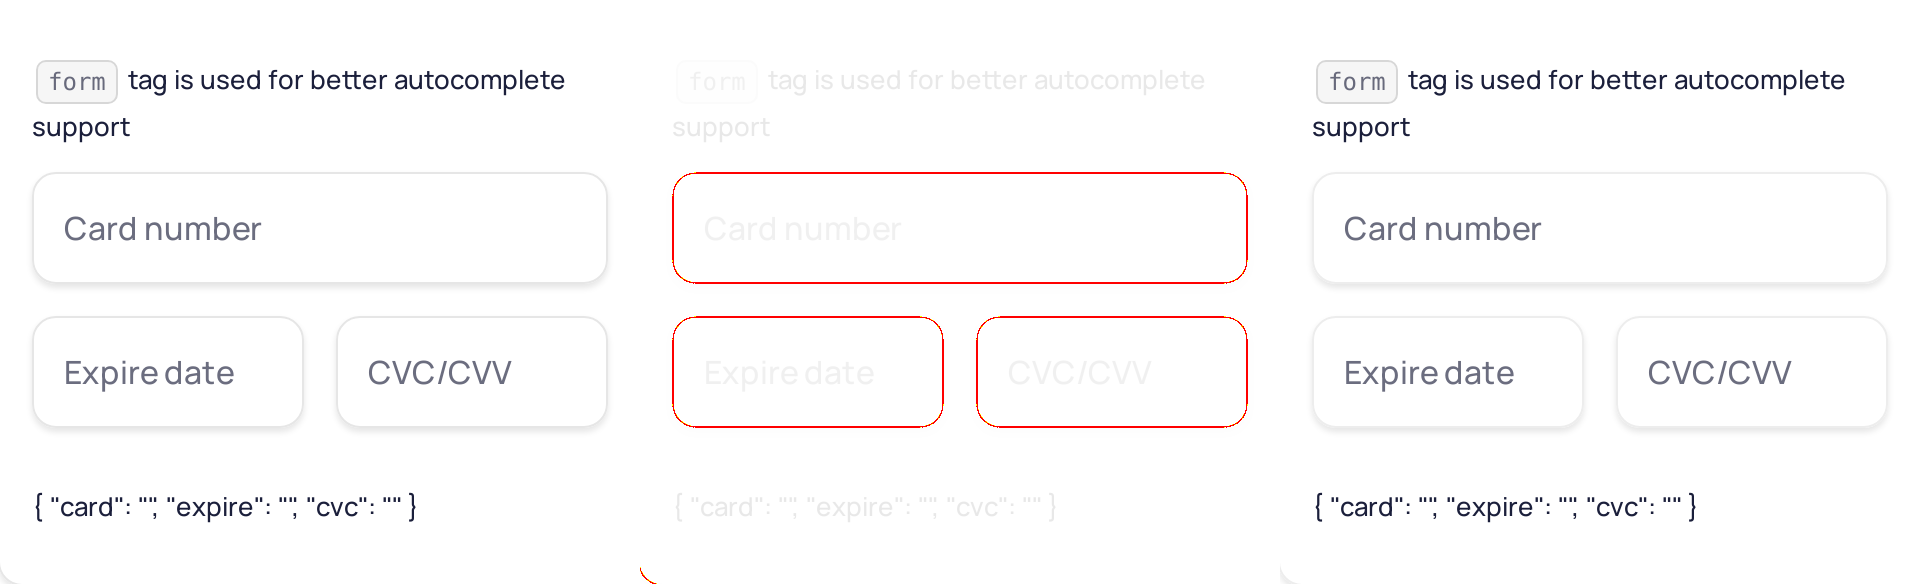 form tag is used for better autocomplete
support
Card number
Expire date
CVC/CVV
{ "card": "", "expire": "", "cvc": "" }
form tag is used for better autocomplete
support
Card number
Expire date
CVC/CVV
{ "card": "", "expire": "", "cvc": "" }
form tag is used for better autocomplete
support
Card number
Expire date
CVC/CVV
{ "card": "", "expire": "", "cvc": "" }